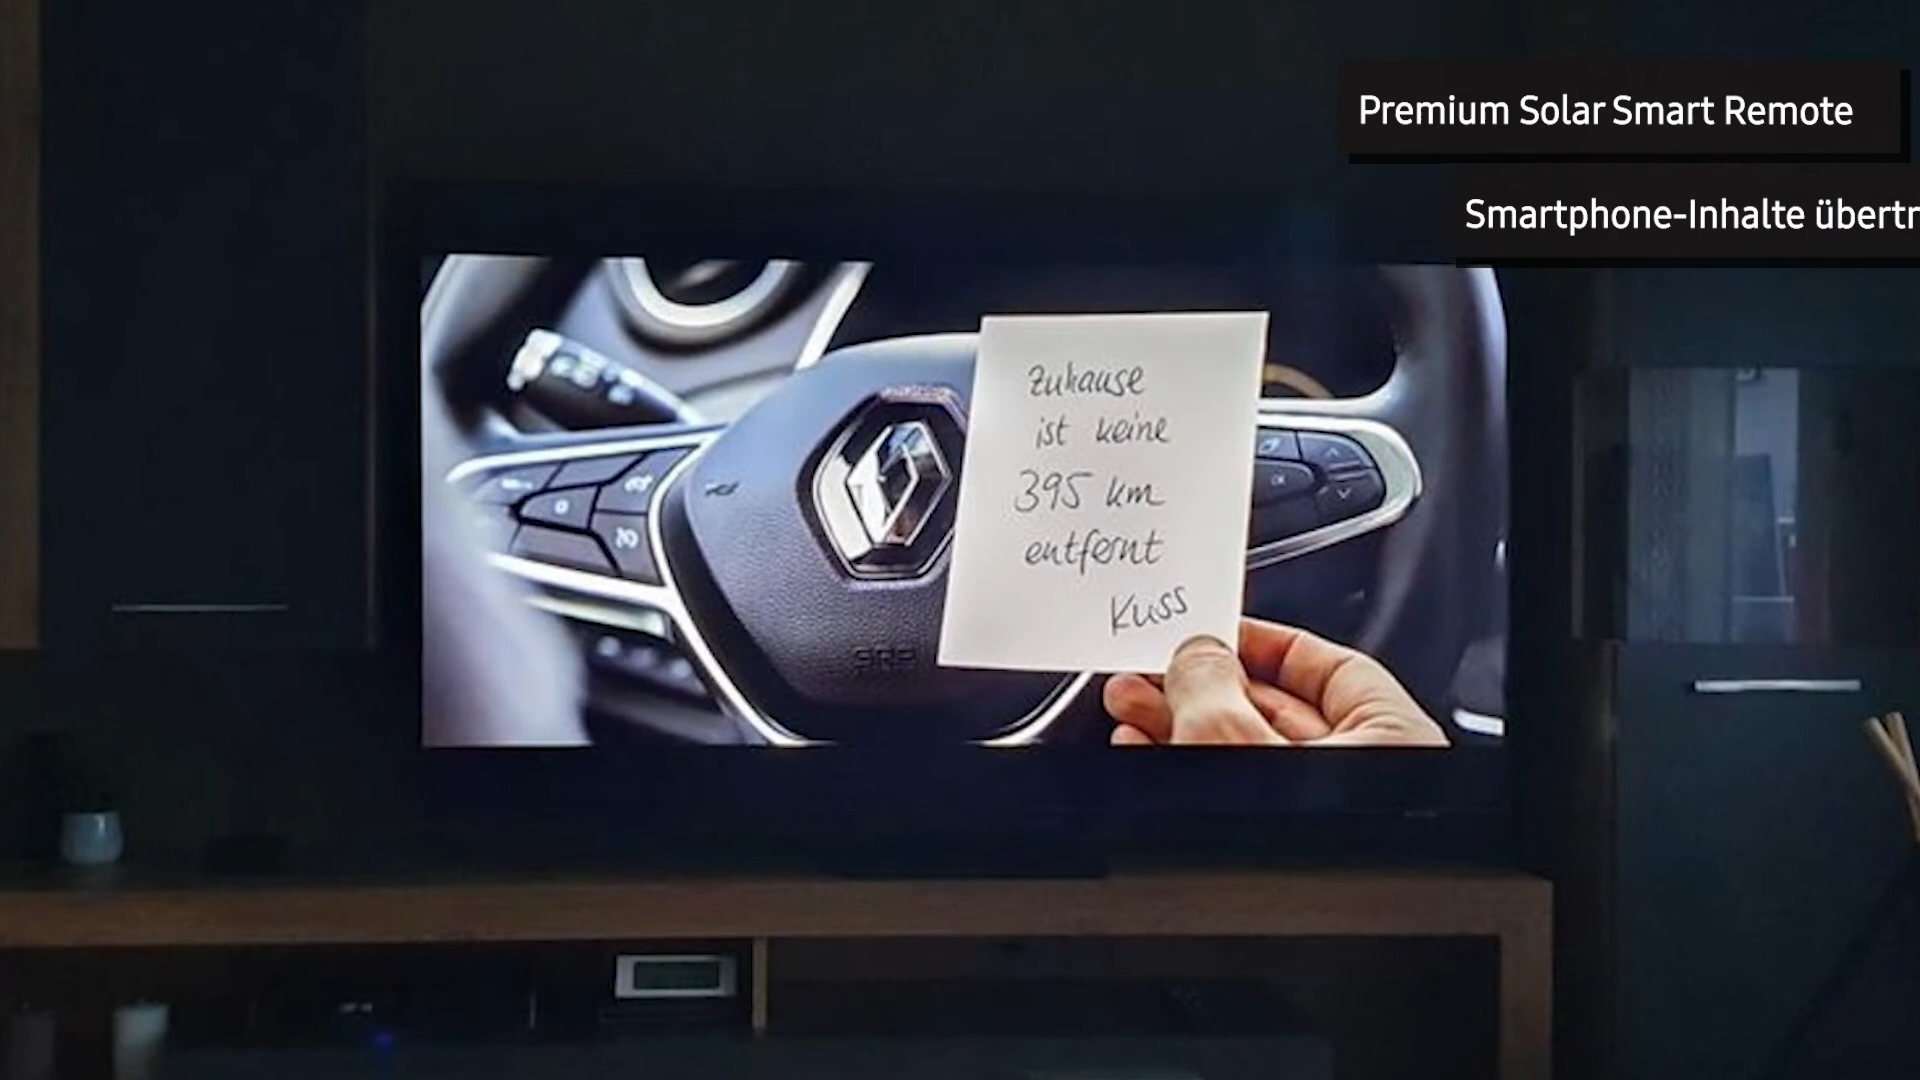 Premium Solar Smart Remote
Smartphone-Inhalte übertr
zuhause
ist keine
395 km
entfernt
Kuss